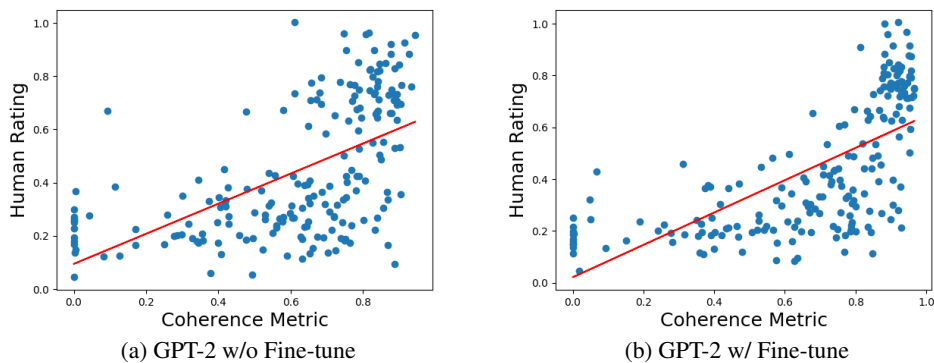 1.0
0.8
0.6
0.4
0.2
0.0
Human Rating
0.0 0.2 0.4 0.6 0.8
Coherence Metric
(a) GPT-2 w/o Fine-tune
1.0
0.8
0.6
0.4
0.2
0.0
Human Rating
0.0 0.2 0.4 0.6 0.8 1.0
Coherence Metric
(b) GPT-2 w/ Fine-tune